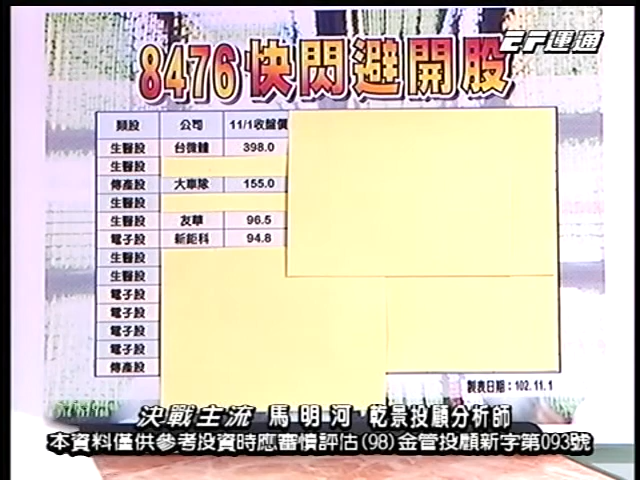 EF運通
8476快閃避開股
類股 公司 11/1收盤價
生醫股 台微體 398.0
生醫股
傳產股 大車隊 155.0
生醫股
生醫股 友華 96.5
電子股 新鉅科 94.8
生醫股
生醫股
電子股
電子股
電子股
電子股
傳產股
製表日期：102.11.1
決戰主流 馬明河 乾景投顧分析師
本資料僅供參考投資時應審慎評估(98)金管投顧新字第093號